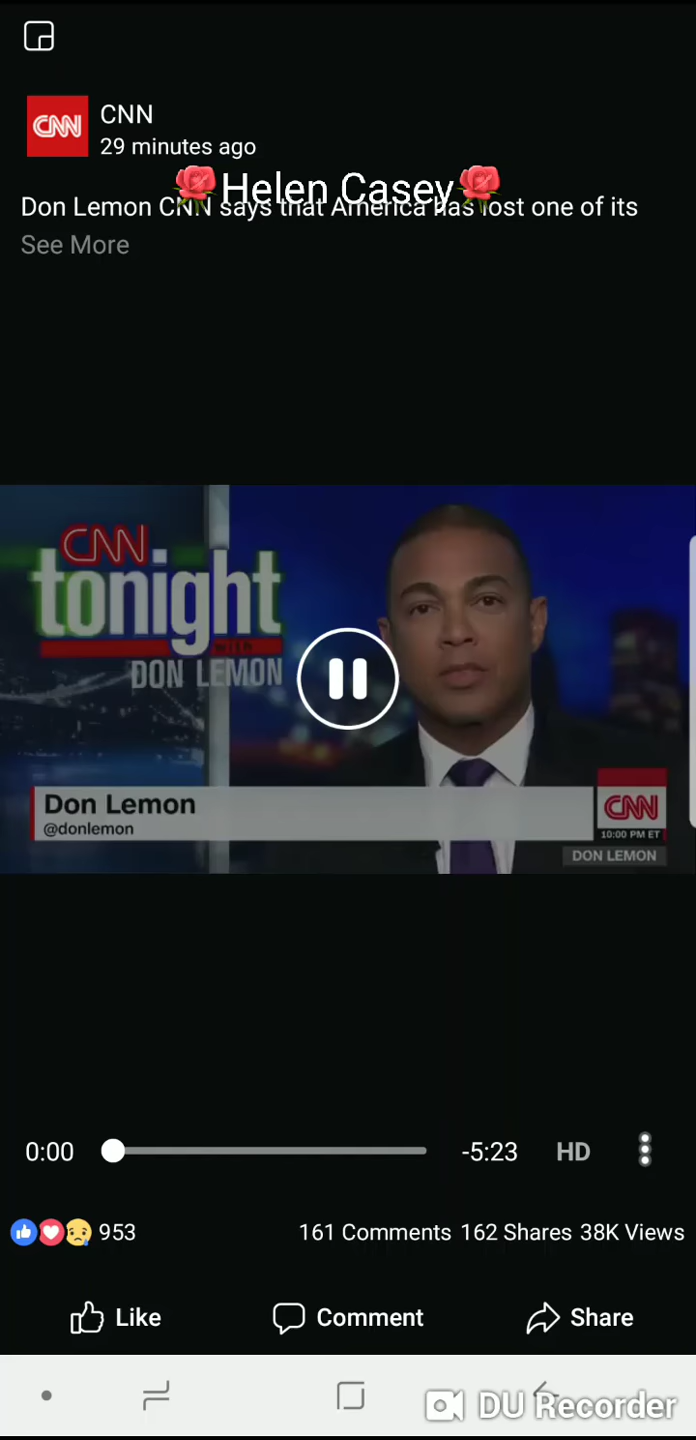 CNN
CNN
29 minutes ago
🌹Helen Casey🌹
Don Lemon CNN says that America has lost one of its
See More
CNN
tonight
WITH
DON LEMON
Don Lemon
@donlemon
CNN
10:00 PM ET
DON LEMON
0:00
-5:23
HD
953
161 Comments 162 Shares 38K Views
Like
Comment
Share
DU Recorder